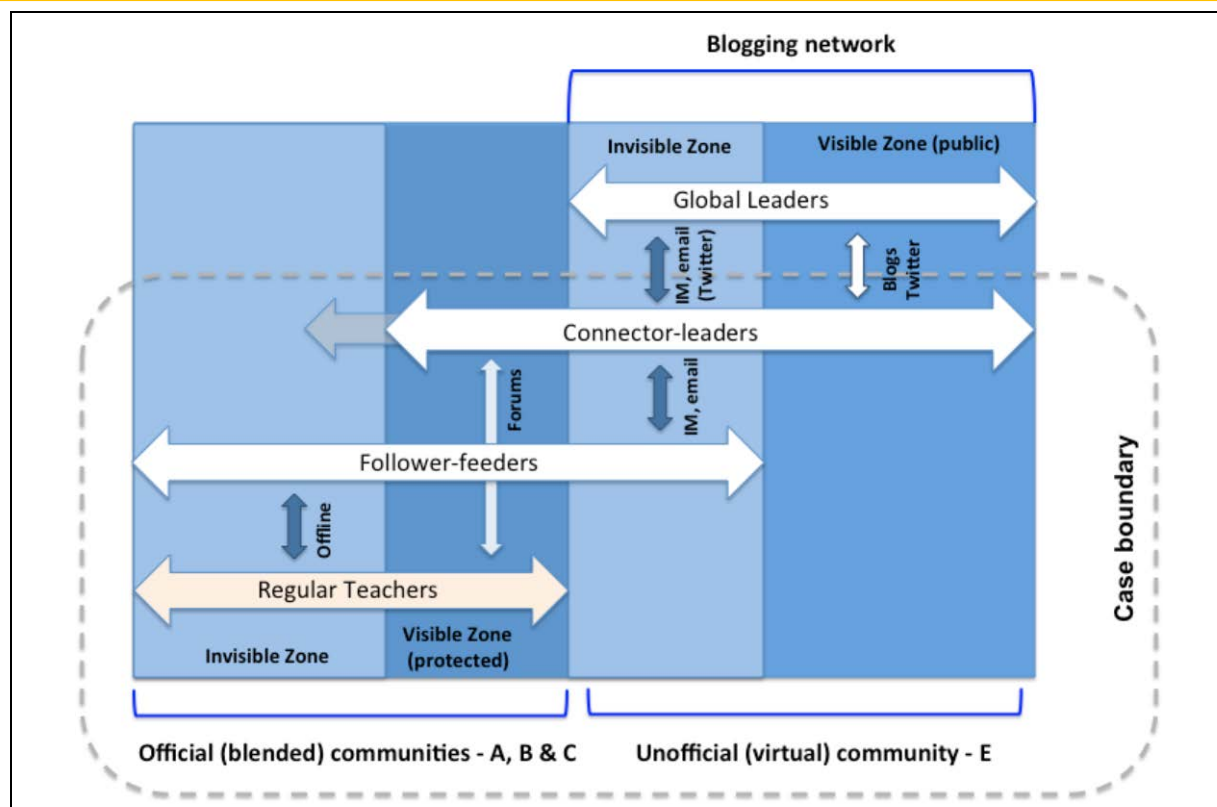 Blogging network
Invisible Zone
Visible Zone (public)
Global Leaders
IM, email
(Twitter)
Blogs
Twitter
Connector-leaders
Forums
IM, email
Follower-feeders
Offline
Regular Teachers
Case boundary
Invisible Zone
Visible Zone
(protected)
Official (blended) communities - A, B & C
Unofficial (virtual) community - E